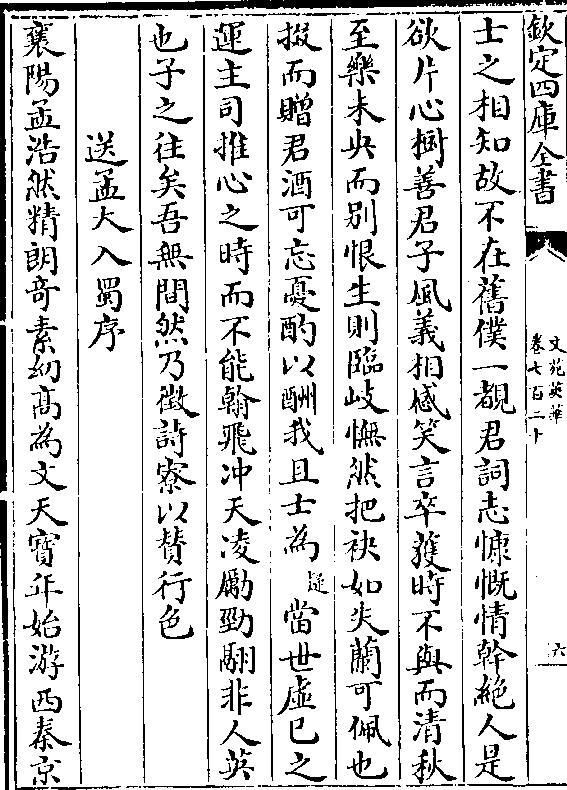 欽定四庫全書
文苑英華
卷七百二十
六
士之相知故不在舊僕一覩君詞志慷慨情幹絶人是
欲片心樹善君子風義相感笑言卒獲時不與而清秋
至樂未央而别恨生則臨歧憮然把袂如失蘭可佩也
掇而贈君酒可忘憂酌以酬我且士為疑當世虛已之
運主司推心之時而不能翰飛冲天凌勵勁翮非人英
也子之往矣吾無間然乃徵詩寮以賛行色
送孟大入蜀序
襄陽孟浩然精朗奇素幼髙為文天寶年始游西秦京